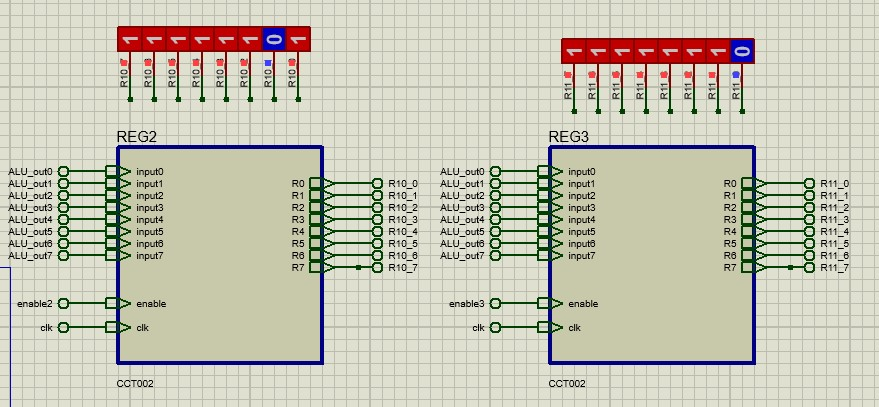 1 1 1 1 1 1 0 1
1 1 1 1 1 1 1 0
R10 R10 R10 R10 R10 R10 R10 R10
R11 R11 R11 R11 R11 R11 R11 R11
REG2
ALU_out0 input0
ALU_out1 input1 R0 R10_0
ALU_out2 input2 R1 R10_1
ALU_out3 input3 R2 R10_2
ALU_out4 input4 R3 R10_3
ALU_out5 input5 R4 R10_4
ALU_out6 input6 R5 R10_5
ALU_out7 input7 R6 R10_6
R7 R10_7
enable2 enable
clk clk
CCT002
REG3
ALU_out0 input0
ALU_out1 input1 R0 R11_0
ALU_out2 input2 R1 R11_1
ALU_out3 input3 R2 R11_2
ALU_out4 input4 R3 R11_3
ALU_out5 input5 R4 R11_4
ALU_out6 input6 R5 R11_5
ALU_out7 input7 R6 R11_6
R7 R11_7
enable3 enable
clk clk
CCT002